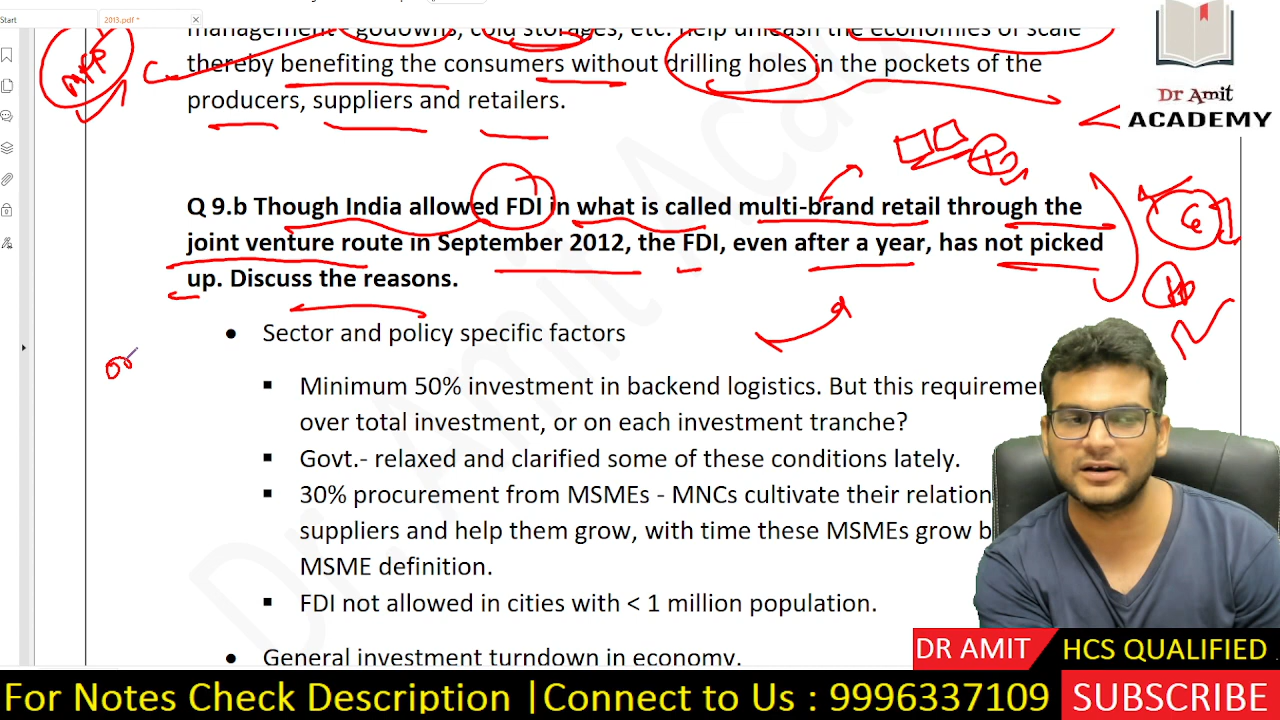 Start
2013.pdf *
management - godowns, cold storages, etc. help unleash the economies of scale
thereby benefiting the consumers without drilling holes in the pockets of the
producers, suppliers and retailers.
MFP
Dr Amit
ACADEMY
Q 9.b Though India allowed FDI in what is called multi-brand retail through the
joint venture route in September 2012, the FDI, even after a year, has not picked
up. Discuss the reasons.
• Sector and policy specific factors
▪ Minimum 50% investment in backend logistics. But this requiremen
over total investment, or on each investment tranche?
▪ Govt.- relaxed and clarified some of these conditions lately.
▪ 30% procurement from MSMEs - MNCs cultivate their relation
suppliers and help them grow, with time these MSMEs grow b
MSME definition.
▪ FDI not allowed in cities with < 1 million population.
• General investment turndown in economy.
Dr Amit Academy
DR AMIT HCS QUALIFIED
For Notes Check Description |Connect to Us : 9996337109 SUBSCRIBE